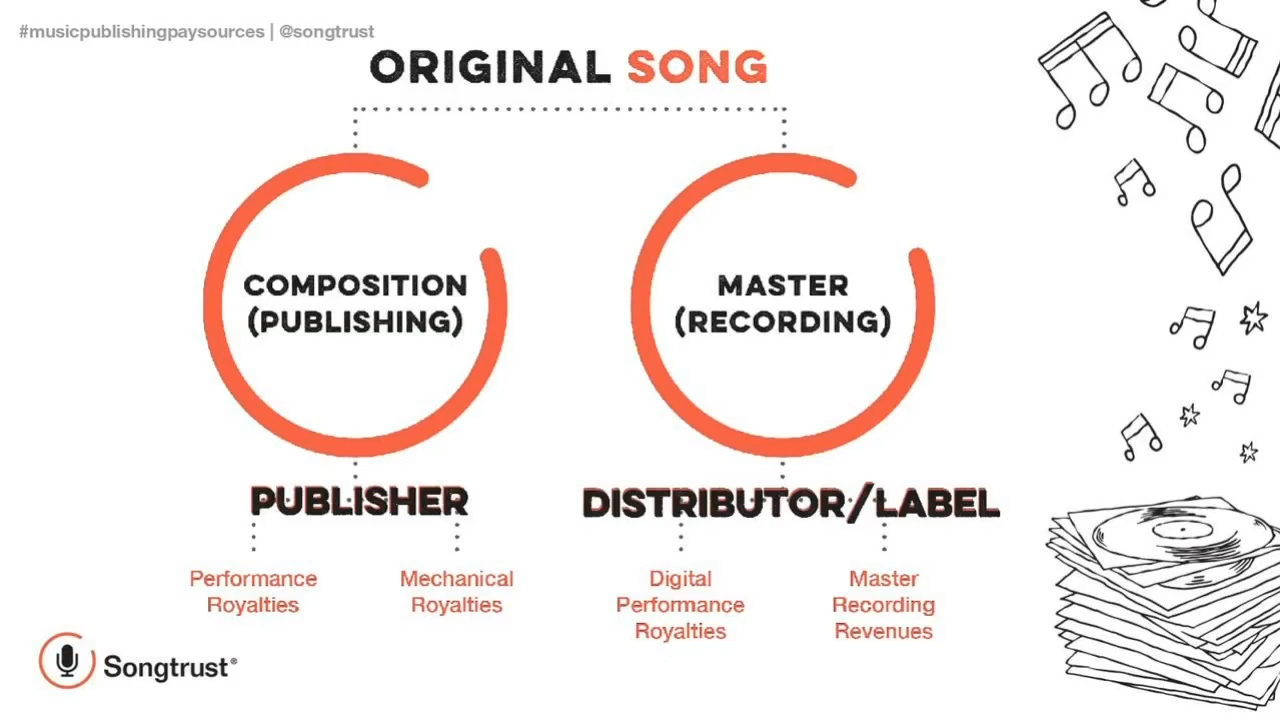 #musicpublishingpaysources | @songtrust
ORIGINAL SONG
COMPOSITION
(PUBLISHING)
MASTER
(RECORDING)
PUBLISHER
DISTRIBUTOR/LABEL
Performance
Royalties
Mechanical
Royalties
Digital
Performance
Royalties
Master
Recording
Revenues
Songtrust®